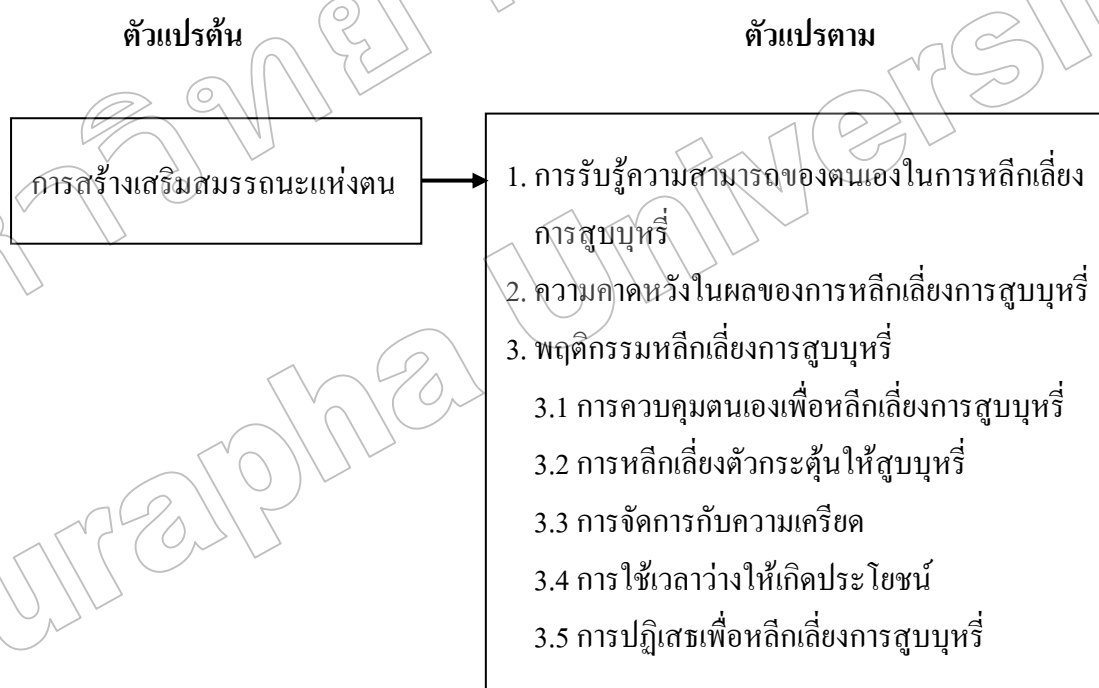 ตัวแปรต้น
ตัวแปรตาม
การสร้างเสริมสมรรถนะแห่งตน
1. การรับรู้ความสามารถของตนเองในการหลีกเลี่ยง
การสูบบุหรี่
2. ความคาดหวังในผลของการหลีกเลี่ยงการสูบบุหรี่
3. พฤติกรรมหลีกเลี่ยงการสูบบุหรี่
3.1 การควบคุมตนเองเพื่อหลีกเลี่ยงการสูบบุหรี่
3.2 การหลีกเลี่ยงตัวกระตุ้นให้สูบบุหรี่
3.3 การจัดการกับความเครียด
3.4 การใช้เวลาว่างให้เกิดประโยชน์
3.5 การปฏิเสธเพื่อหลีกเลี่ยงการสูบบุหรี่